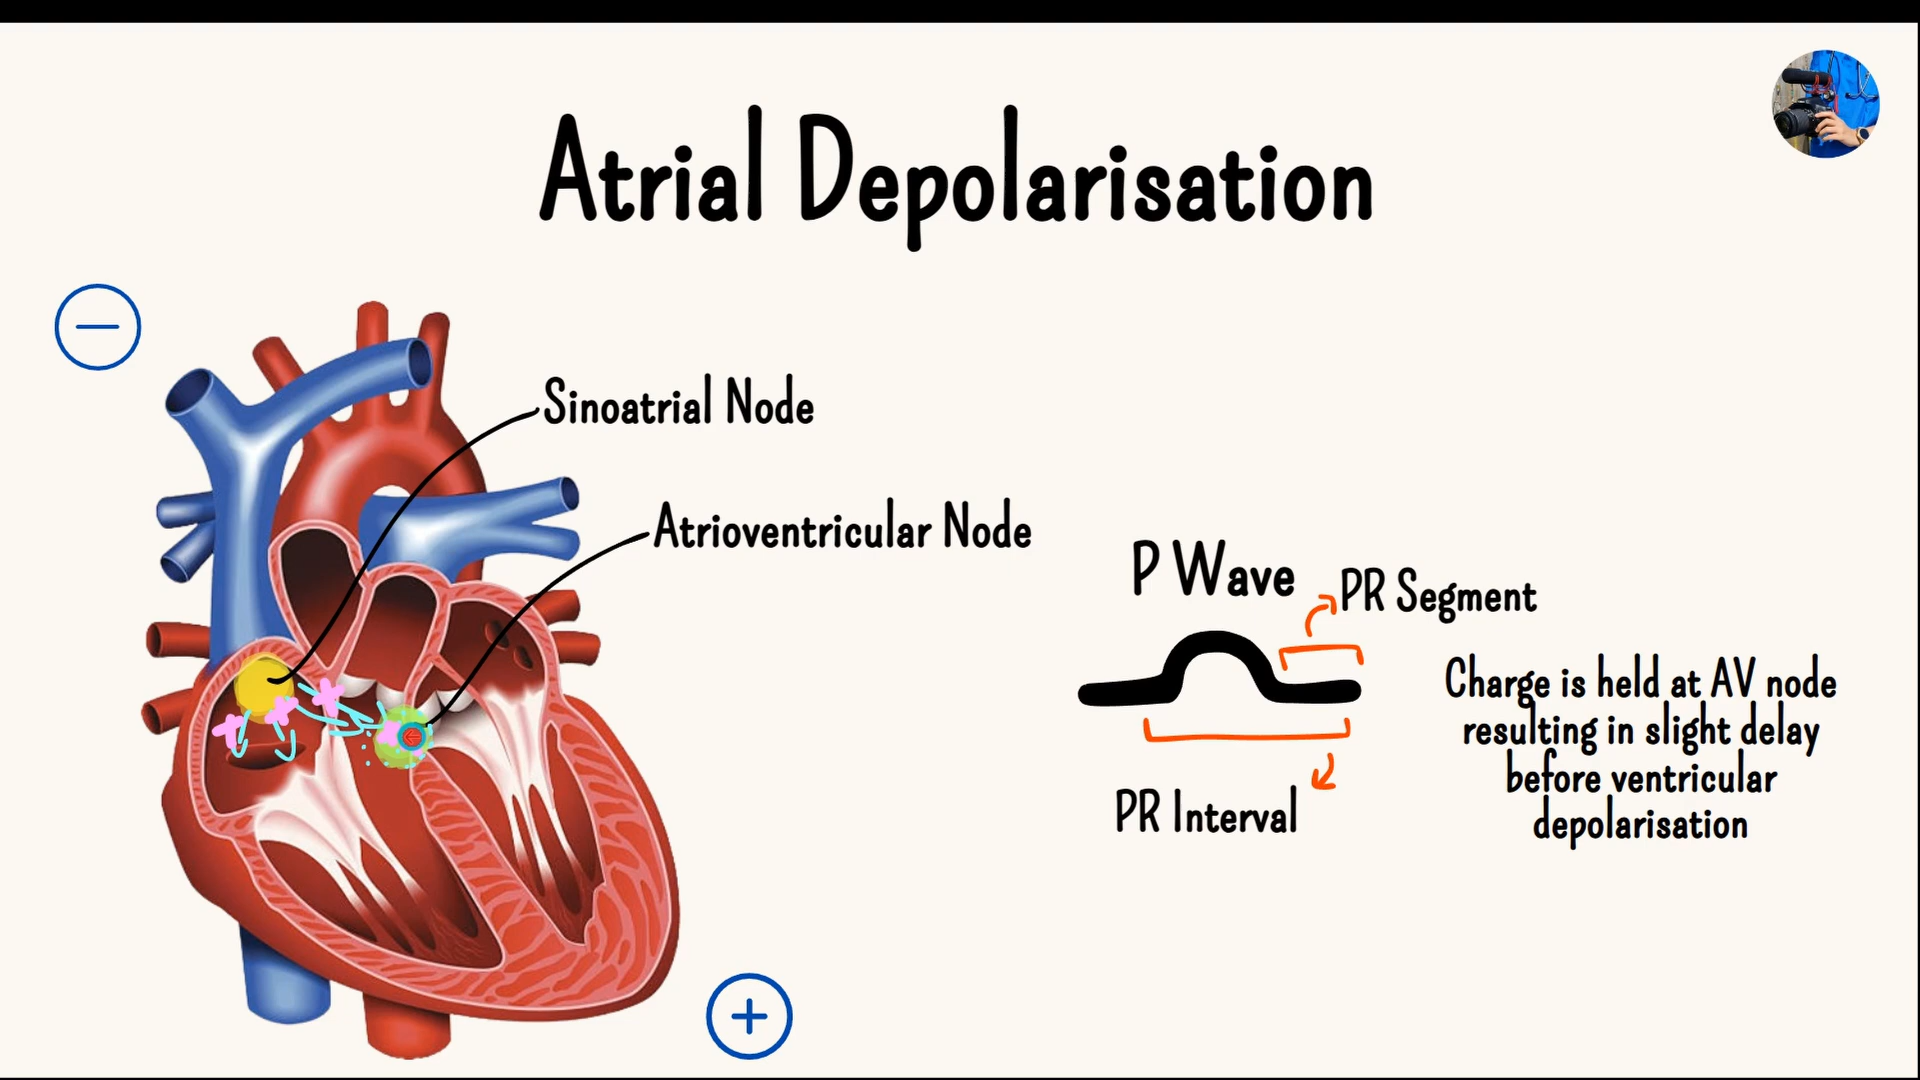 Atrial Depolarisation
Sinoatrial Node
Atrioventricular Node
P Wave
PR Segment
Charge is held at AV node
resulting in slight delay
before ventricular
depolarisation
PR Interval